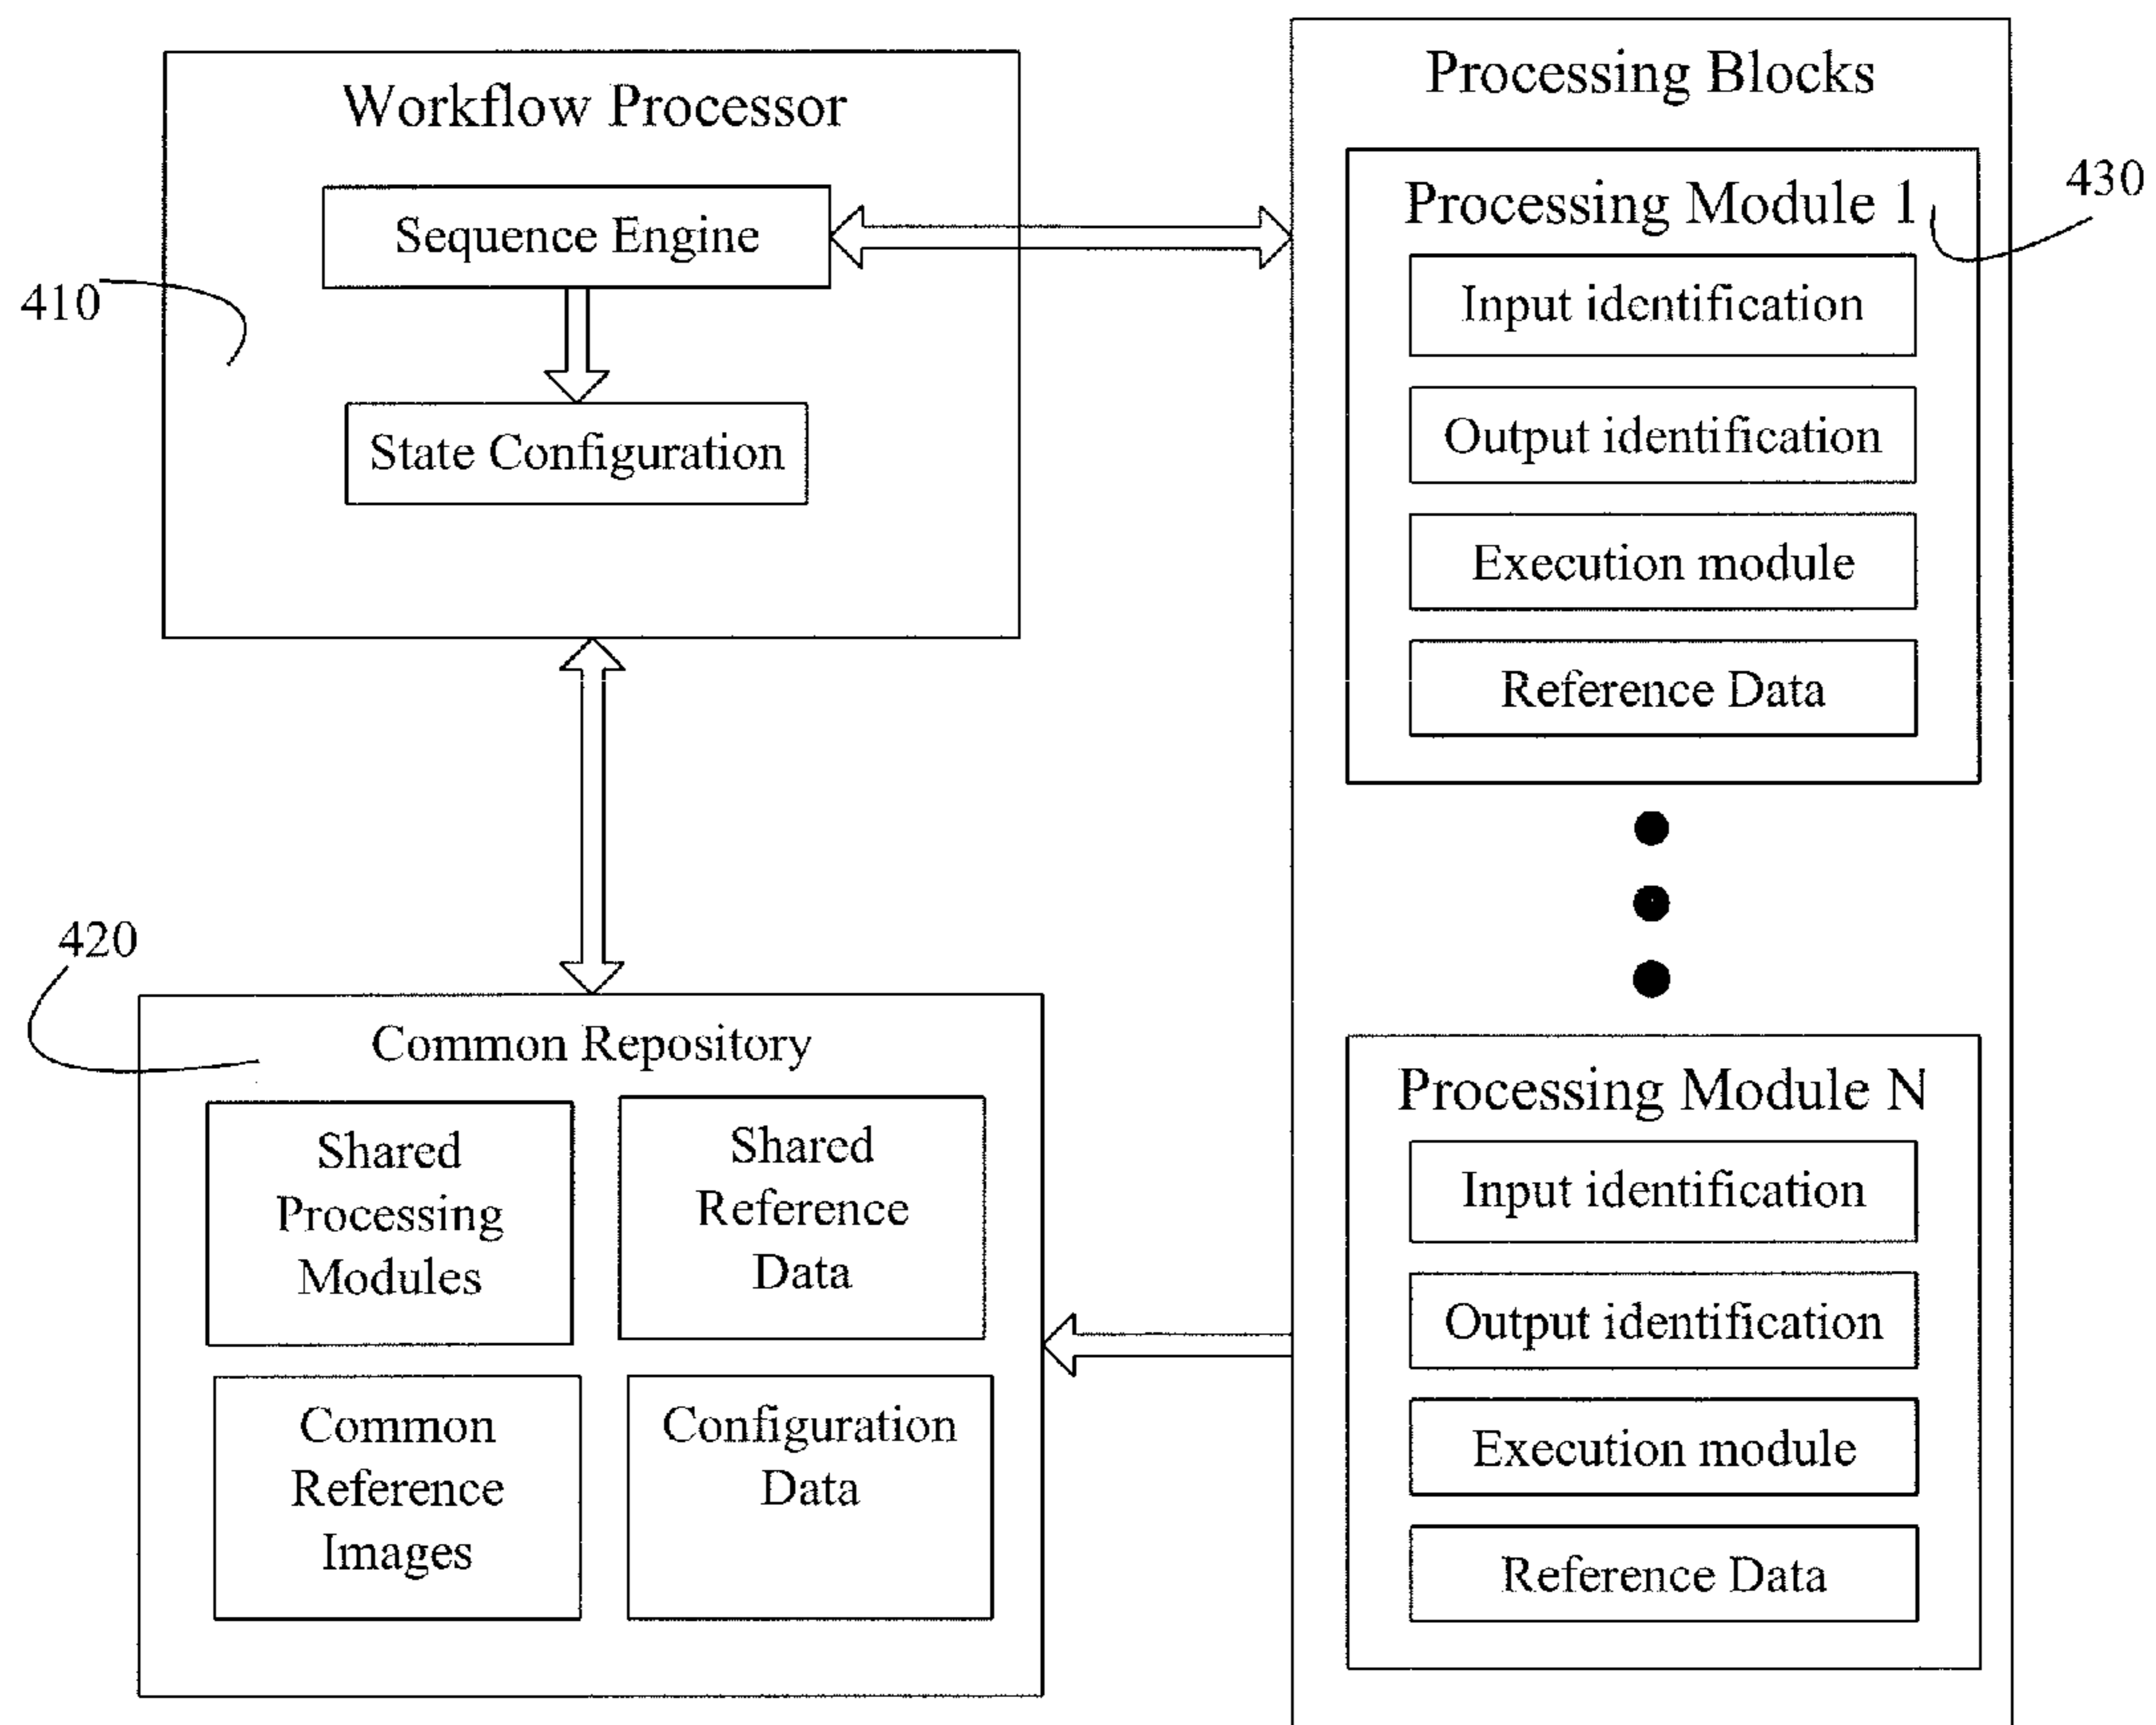 Workflow Processor
Sequence Engine
State Configuration
410
Processing Blocks
Processing Module 1
430
Input identification
Output identification
Execution module
Reference Data
420
Common Repository
Shared
Processing
Modules
Shared
Reference
Data
Common
Reference
Images
Configuration
Data
Processing Module N
Input identification
Output identification
Execution module
Reference Data